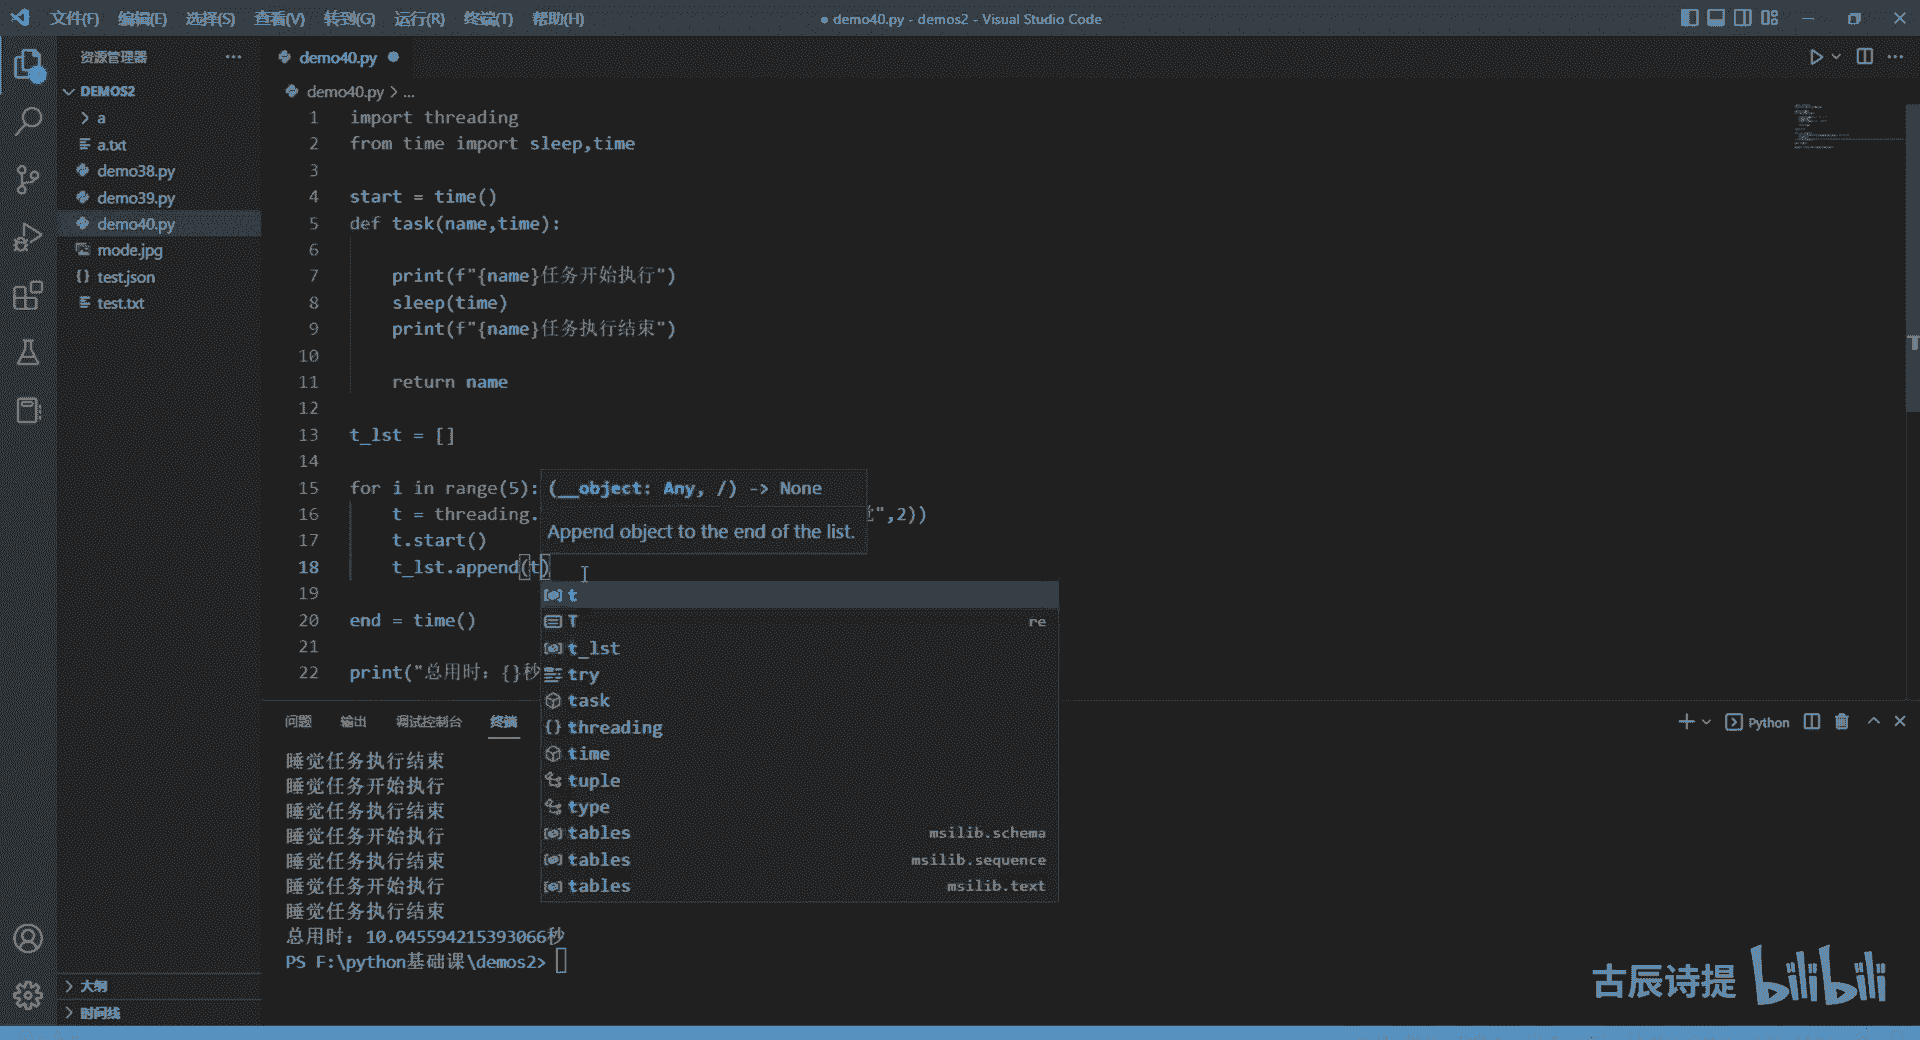 文件(F) 编辑(E) 选择(S) 查看(V) 转到(G) 运行(R) 终端(T) 帮助(H)
● demo40.py - demos2 - Visual Studio Code
资源管理器
DEMOS2
a
a.txt
demo38.py
demo39.py
demo40.py
mode.jpg
{} test.json
test.txt
大纲
时间线
demo40.py
demo40.py > ...
1 import threading
2 from time import sleep,time
3
4 start = time()
5 def task(name,time):
6
7 print(f"{name}任务开始执行")
8 sleep(time)
9 print(f"{name}任务执行结束")
10
11 return name
12
13 t_lst = []
14
15 for i in range(5):
16 t = threading. ",2))
17 t.start()
18 t_lst.append(t)
19
20 end = time()
21
22 print("总用时: {}秒
(__object: Any, /) -> None
Append object to the end of the list.
t
T re
t_lst
try
task
{} threading
time
tuple
type
tables msilib.schema
tables msilib.sequence
tables msilib.text
问题 输出 调试控制台 终端
Python
睡觉任务执行结束
睡觉任务开始执行
睡觉任务执行结束
睡觉任务开始执行
睡觉任务执行结束
睡觉任务开始执行
睡觉任务执行结束
总用时: 10.045594215393066秒
PS F:\python基础课\demos2>
古辰诗提 bilibili